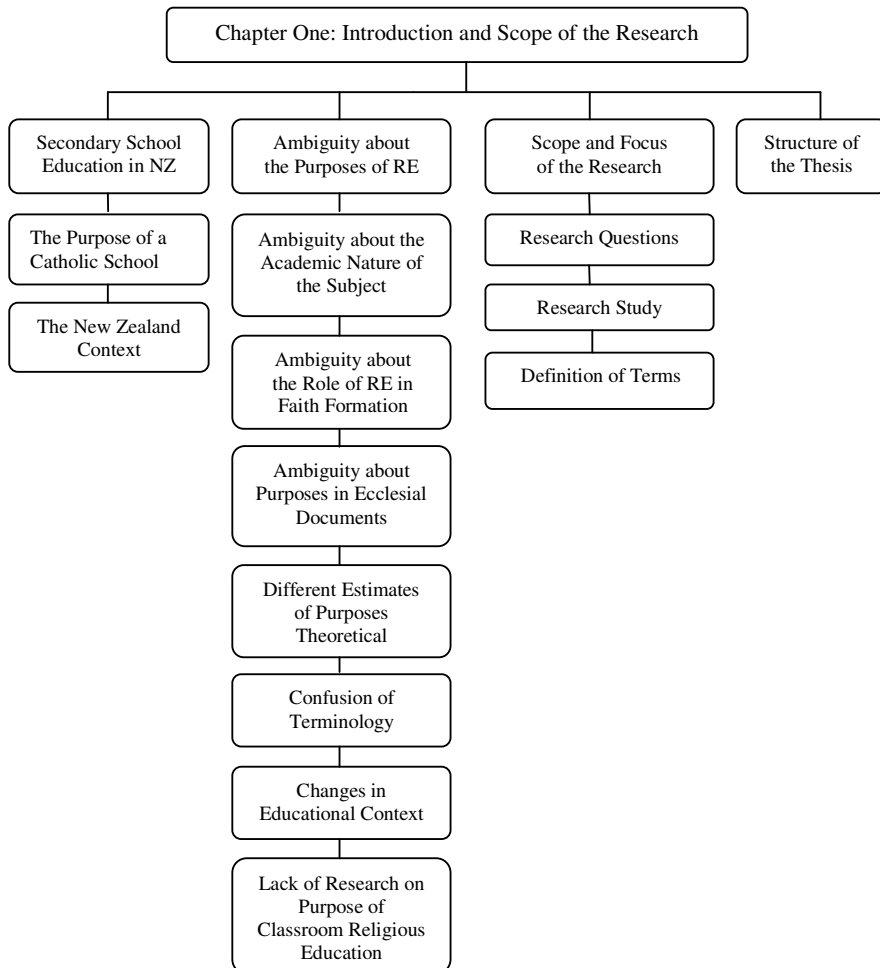 Chapter One: Introduction and Scope of the Research
Secondary School
Education in NZ
The Purpose of a
Catholic School
The New Zealand
Context
Ambiguity about
the Purposes of RE
Ambiguity about the
Academic Nature of
the Subject
Ambiguity about
the Role of RE in
Faith Formation
Ambiguity about
Purposes in Ecclesial
Documents
Different Estimates
of Purposes
Theoretical
Confusion of
Terminology
Changes in
Educational Context
Lack of Research on
Purpose of
Classroom Religious
Education
Scope and Focus
of the Research
Research Questions
Research Study
Definition of Terms
Structure of
the Thesis